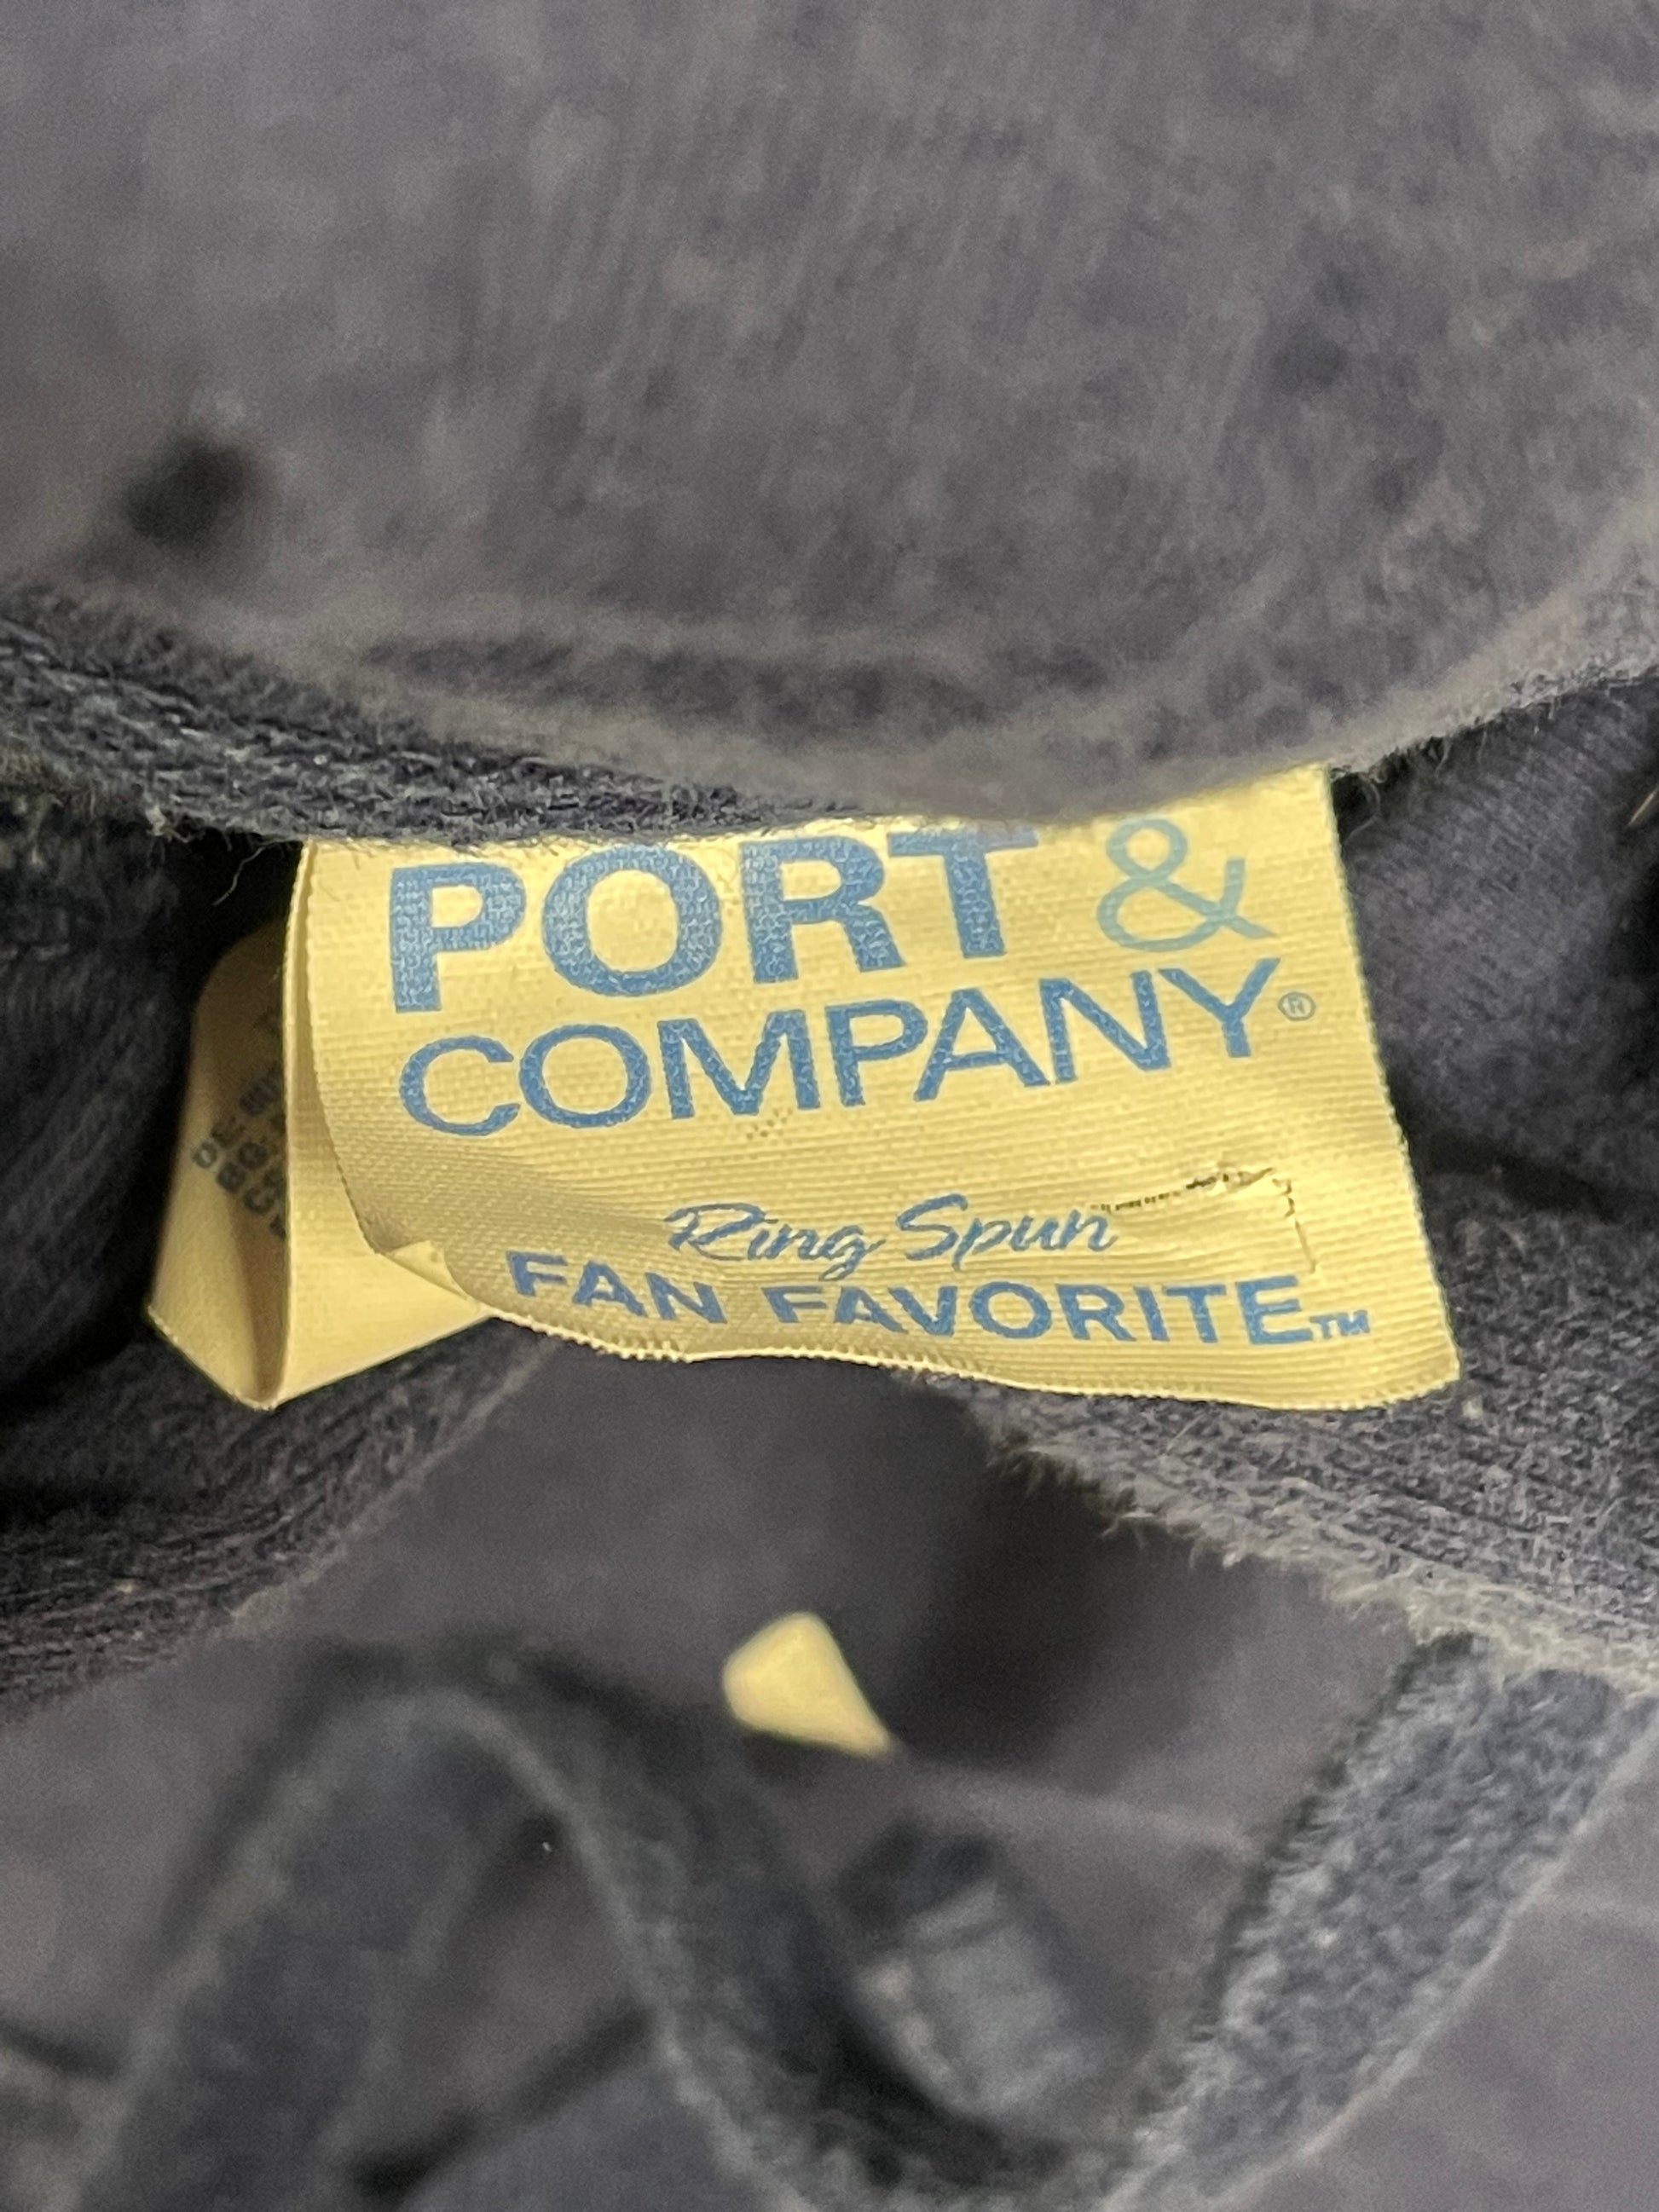 PORT &
COMPANY®
Ring Spun
FAN FAVORITE™